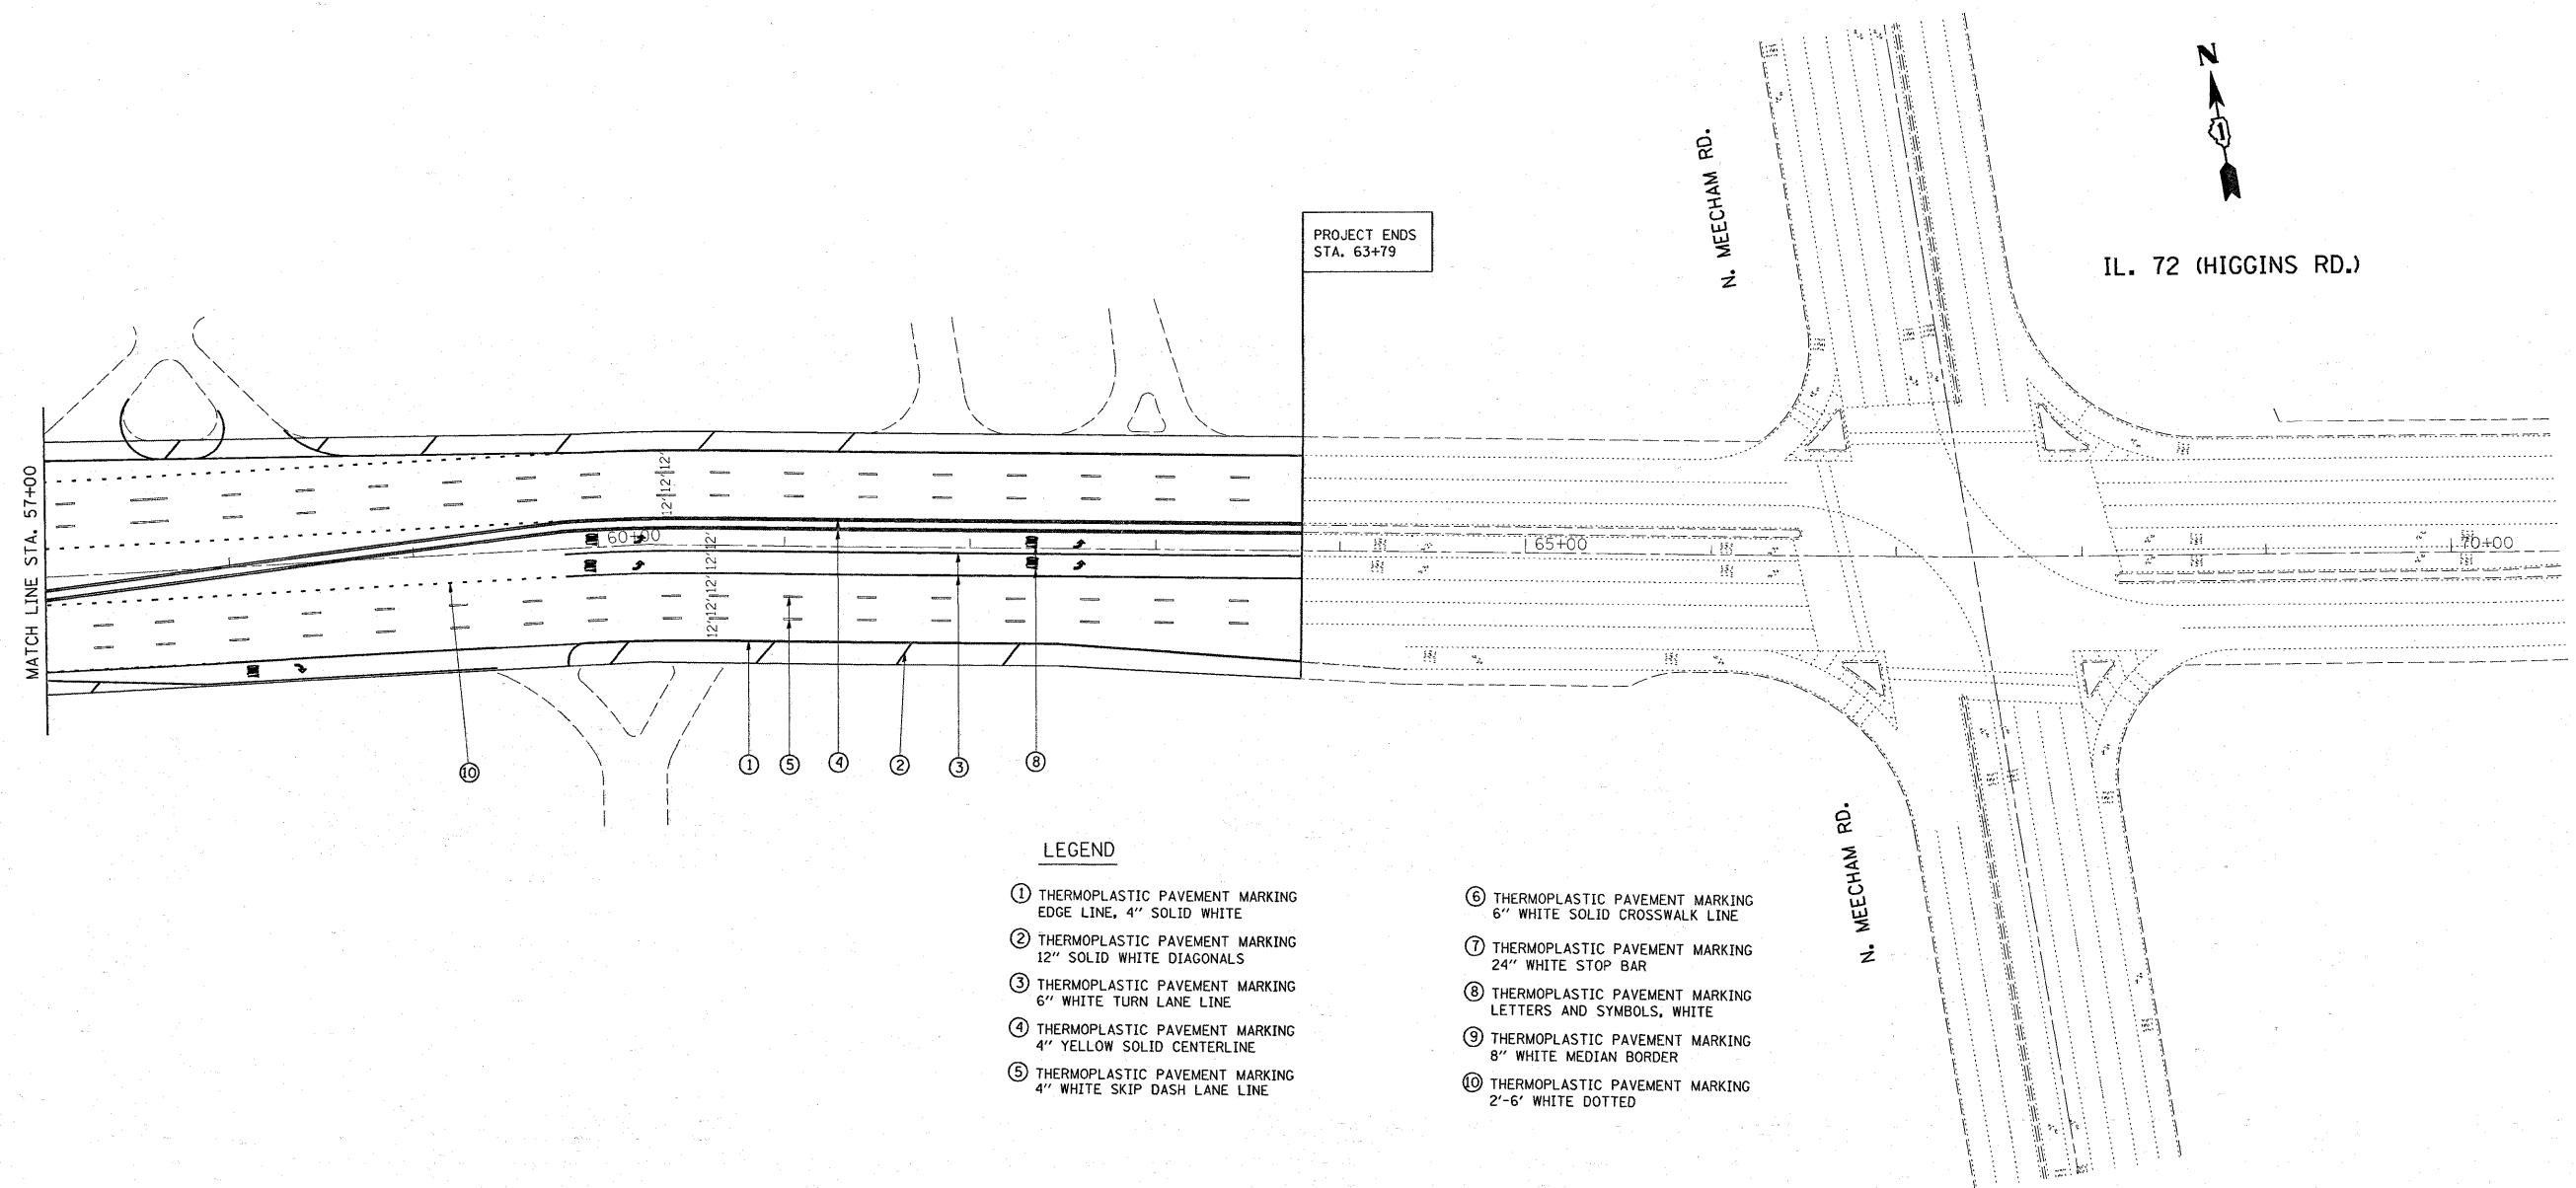 N
N. MEECHAM RD.
PROJECT ENDS
STA. 63+79
IL. 72 (HIGGINS RD.)
MATCH LINE STA. 57+00
12' 12' 12'
60+00
12' 12' 12' 12' 12'
65+00
70+00
10
1
5
4
2
3
8
N. MEECHAM RD.
LEGEND
1 THERMOPLASTIC PAVEMENT MARKING
EDGE LINE, 4" SOLID WHITE
2 THERMOPLASTIC PAVEMENT MARKING
12" SOLID WHITE DIAGONALS
3 THERMOPLASTIC PAVEMENT MARKING
6" WHITE TURN LANE LINE
4 THERMOPLASTIC PAVEMENT MARKING
4" YELLOW SOLID CENTERLINE
5 THERMOPLASTIC PAVEMENT MARKING
4" WHITE SKIP DASH LANE LINE
6 THERMOPLASTIC PAVEMENT MARKING
6" WHITE SOLID CROSSWALK LINE
7 THERMOPLASTIC PAVEMENT MARKING
24" WHITE STOP BAR
8 THERMOPLASTIC PAVEMENT MARKING
LETTERS AND SYMBOLS, WHITE
9 THERMOPLASTIC PAVEMENT MARKING
8" WHITE MEDIAN BORDER
10 THERMOPLASTIC PAVEMENT MARKING
2'-6' WHITE DOTTED